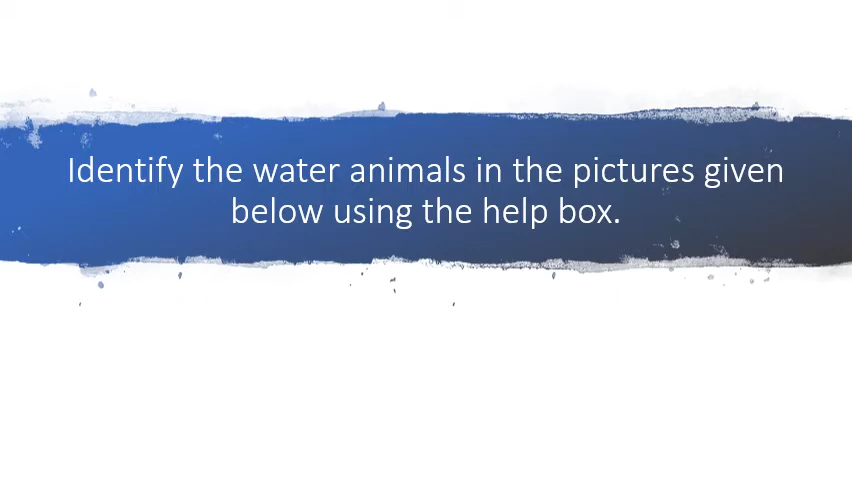 Identify the water animals in the pictures given
below using the help box.